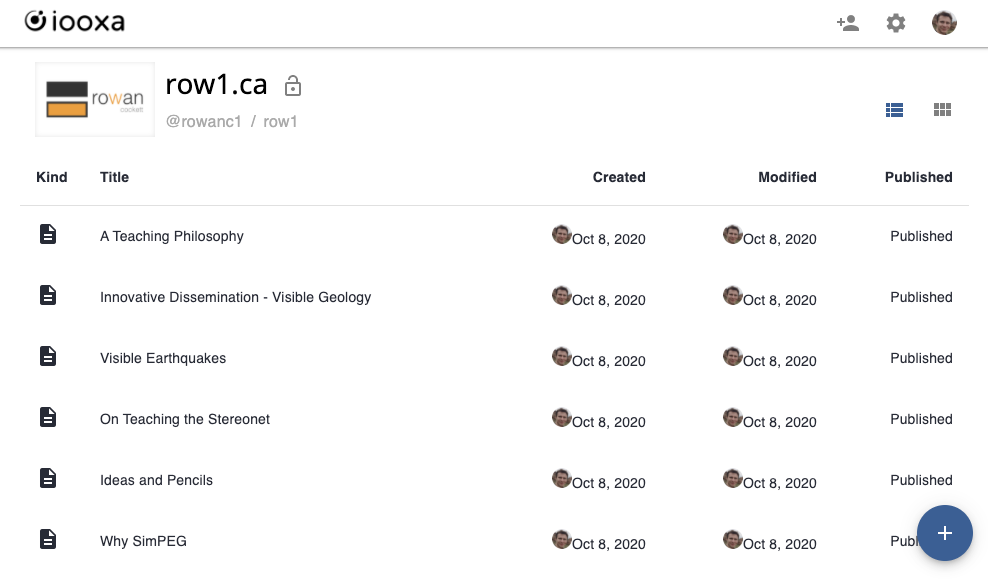 iooxa
rowan
row1.ca
@rowanc1 / row1
Kind Title Created Modified Published
A Teaching Philosophy Oct 8, 2020 Oct 8, 2020 Published
Innovative Dissemination - Visible Geology Oct 8, 2020 Oct 8, 2020 Published
Visible Earthquakes Oct 8, 2020 Oct 8, 2020 Published
On Teaching the Stereonet Oct 8, 2020 Oct 8, 2020 Published
Ideas and Pencils Oct 8, 2020 Oct 8, 2020 Published
Why SimPEG Oct 8, 2020 Oct 8, 2020